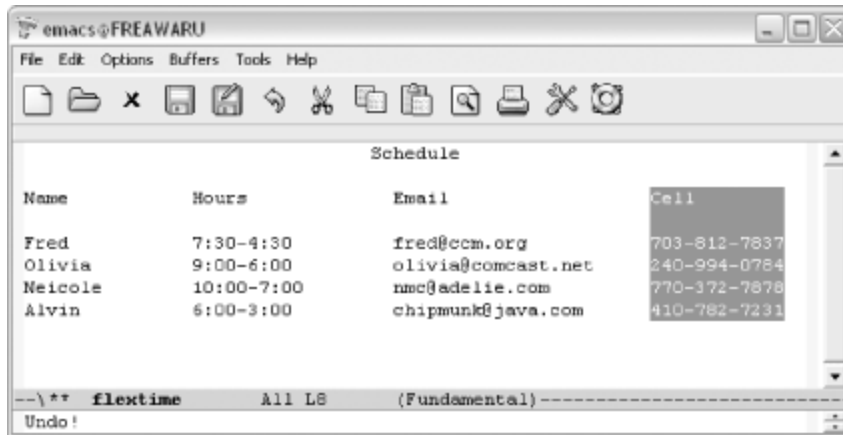 emacs@FREAWARU
File Edit Options Buffers Tools Help
Schedule
Name Hours Email Cell
Fred 7:30-4:30 fred@ccm.org 703-812-7837
Olivia 9:00-6:00 olivia@comcast.net 240-994-0784
Neicole 10:00-7:00 nmc@adelie.com 770-372-7878
Alvin 6:00-3:00 chipmunk@java.com 410-782-7231
--\** flextime All L8 (Fundamental)---------------------------
Undo!